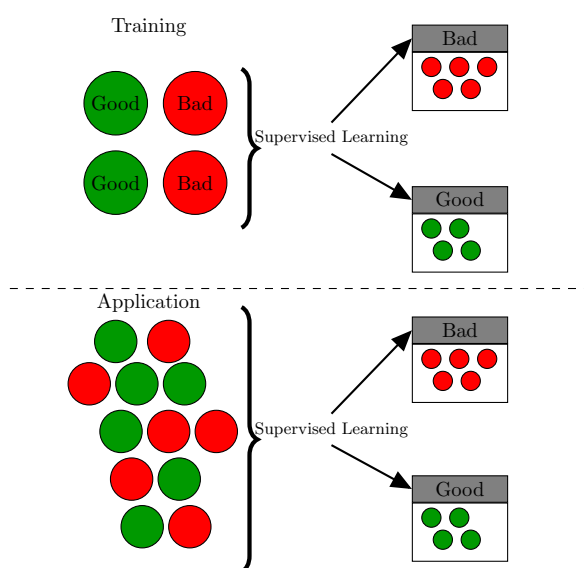 Training
Bad
Good Bad
Supervised Learning
Good Bad
Good
Application
Bad
Supervised Learning
Good